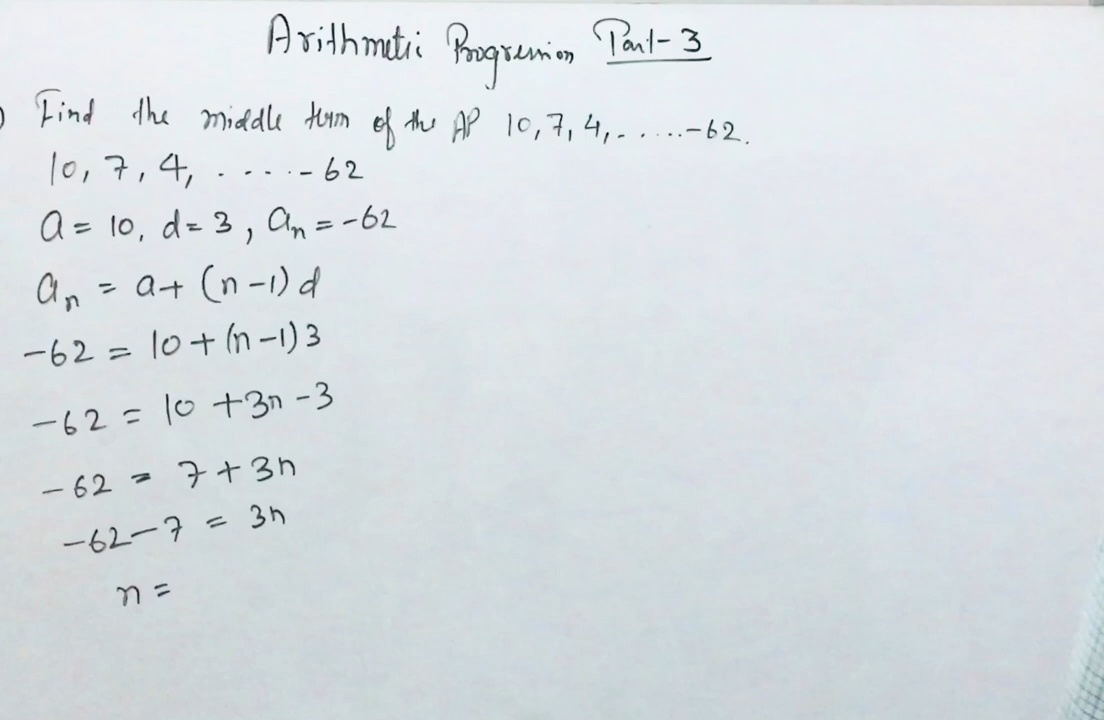 Arithmetic Progression Part-3
) Find the middle term of the AP 10, 7, 4, ......-62.
10, 7, 4, .....-62
a = 10, d = 3, aₙ = -62
aₙ = a + (n-1) d
-62 = 10 + (n-1) 3
-62 = 10 + 3n - 3
-62 = 7 + 3n
-62-7 = 3n
n =